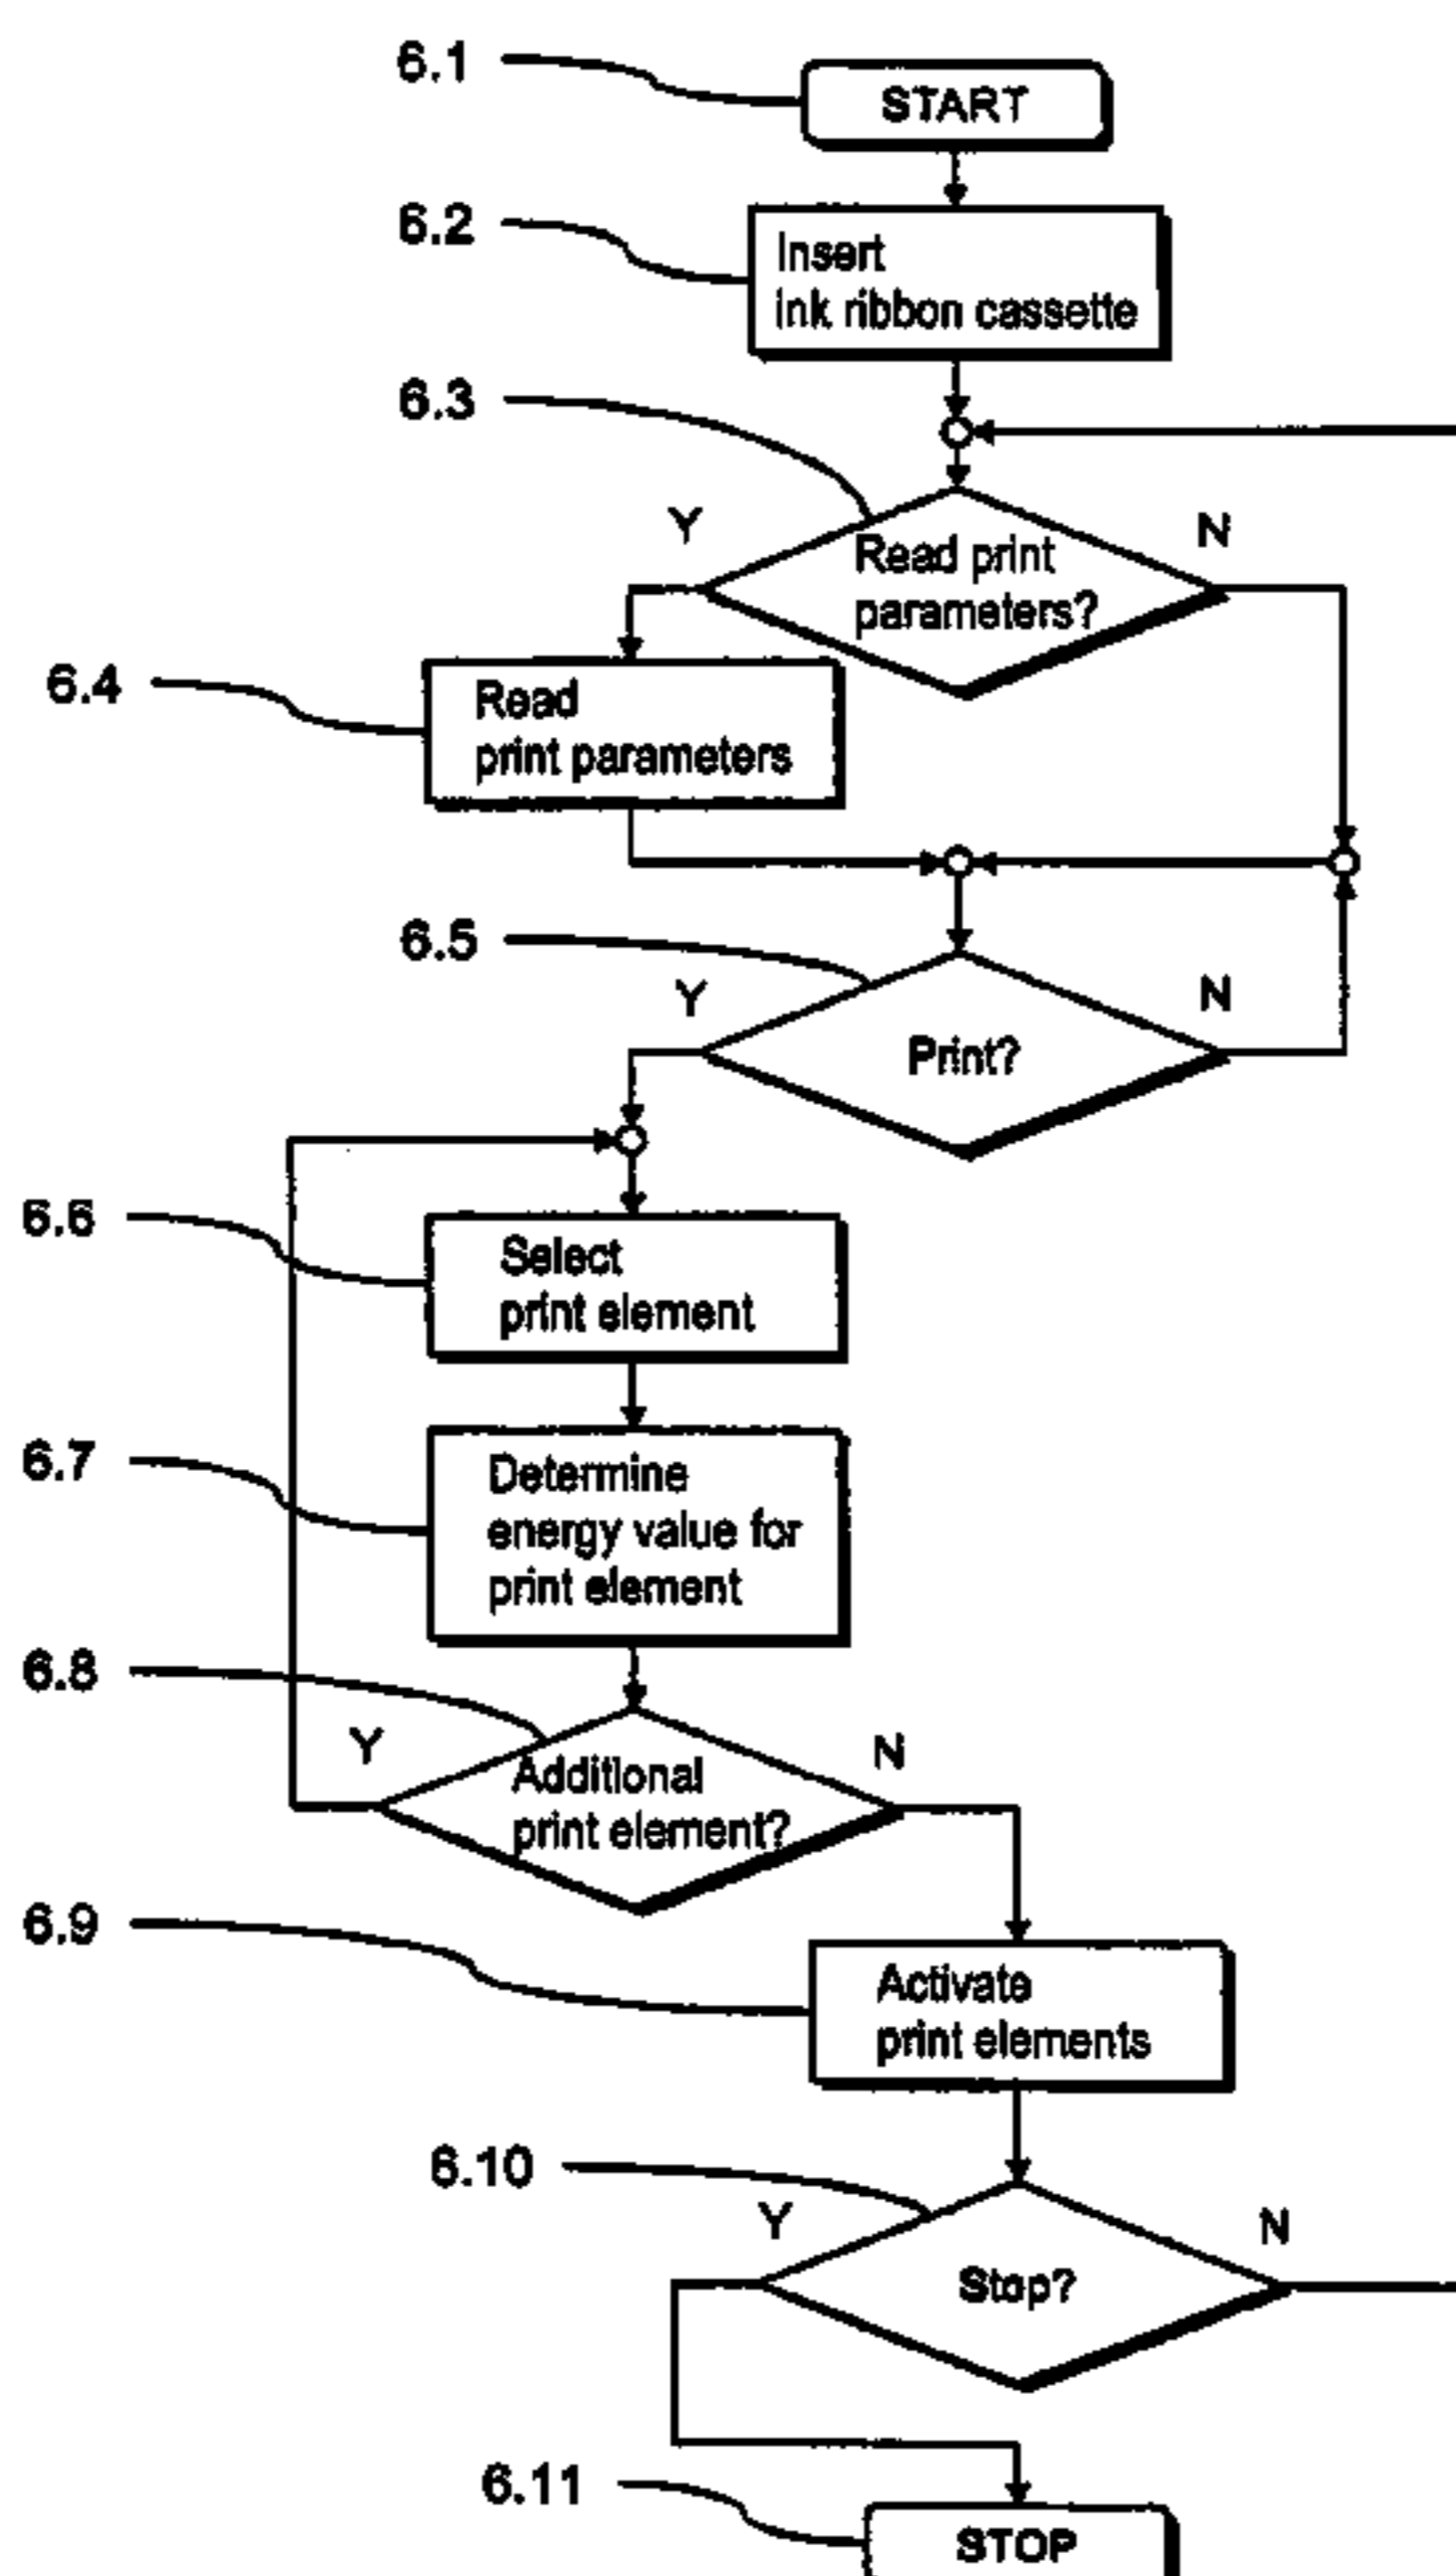 6.1
START
6.2
Insert
ink ribbon cassette
6.3
Y
N
Read print
parameters?
6.4
Read
print parameters
6.5
Y
N
Print?
6.6
Select
print element
6.7
Determine
energy value for
print element
6.8
Y
N
Additional
print element?
6.9
Activate
print elements
6.10
Y
N
Stop?
6.11
STOP